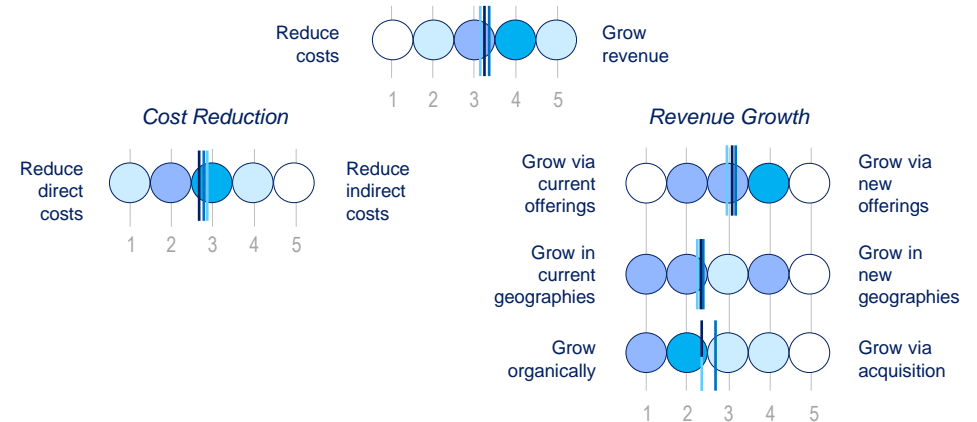 Reduce
costs
Grow
revenue
1 2 3 4 5
Cost Reduction
Reduce
direct
costs
Reduce
indirect
costs
1 2 3 4 5
Revenue Growth
Grow via
current
offerings
Grow via
new
offerings
Grow in
current
geographies
Grow in
new
geographies
Grow
organically
Grow via
acquisition
1 2 3 4 5